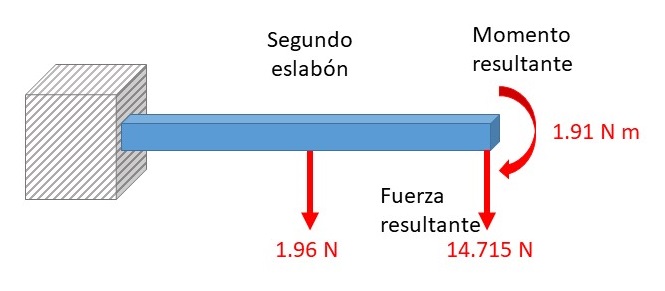 Segundo
eslabón
Momento
resultante
1.91 N m
Fuerza
resultante
1.96 N
14.715 N